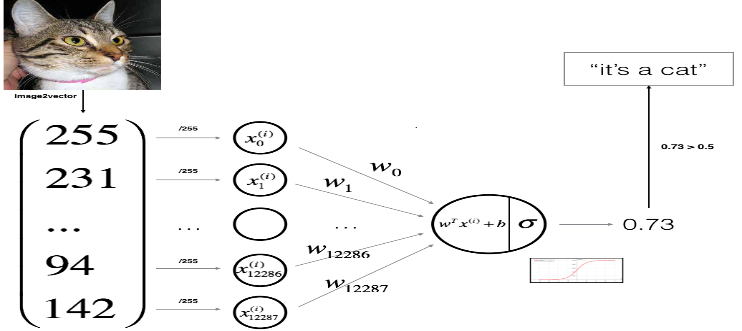 Image2vector
255
231
...
94
142
/255
/255
...
/255
/255
x₀⁽ⁱ⁾
x₁⁽ⁱ⁾
x₁₂₂₈₆⁽ⁱ⁾
x₁₂₂₈₇⁽ⁱ⁾
w₀
w₁
...
w₁₂₂₈₆
w₁₂₂₈₇
wᵀx⁽ⁱ⁾ + b
σ
0.73
0.73 > 0.5
“it’s a cat”